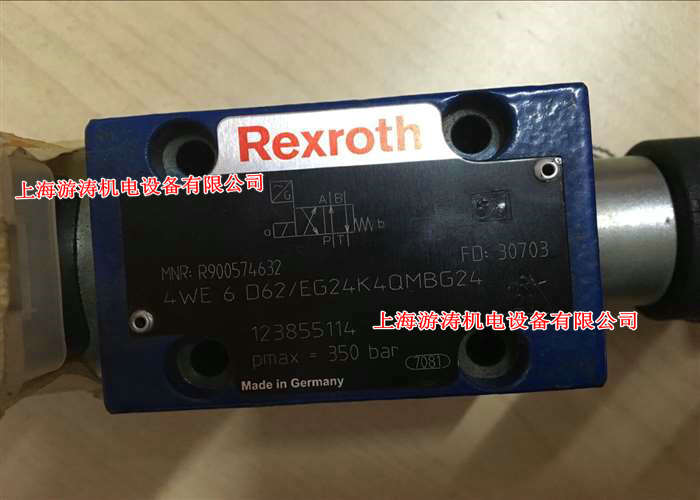 Rexroth
上海游涛机电设备有限公司
G
A B
a
b
P T
MNR: R900574632
FD: 30703
4WE 6 D62/EG24K4QMBG24
123855114
上海游涛机电设备有限公司
pmax = 350 bar
7081
Made in Germany